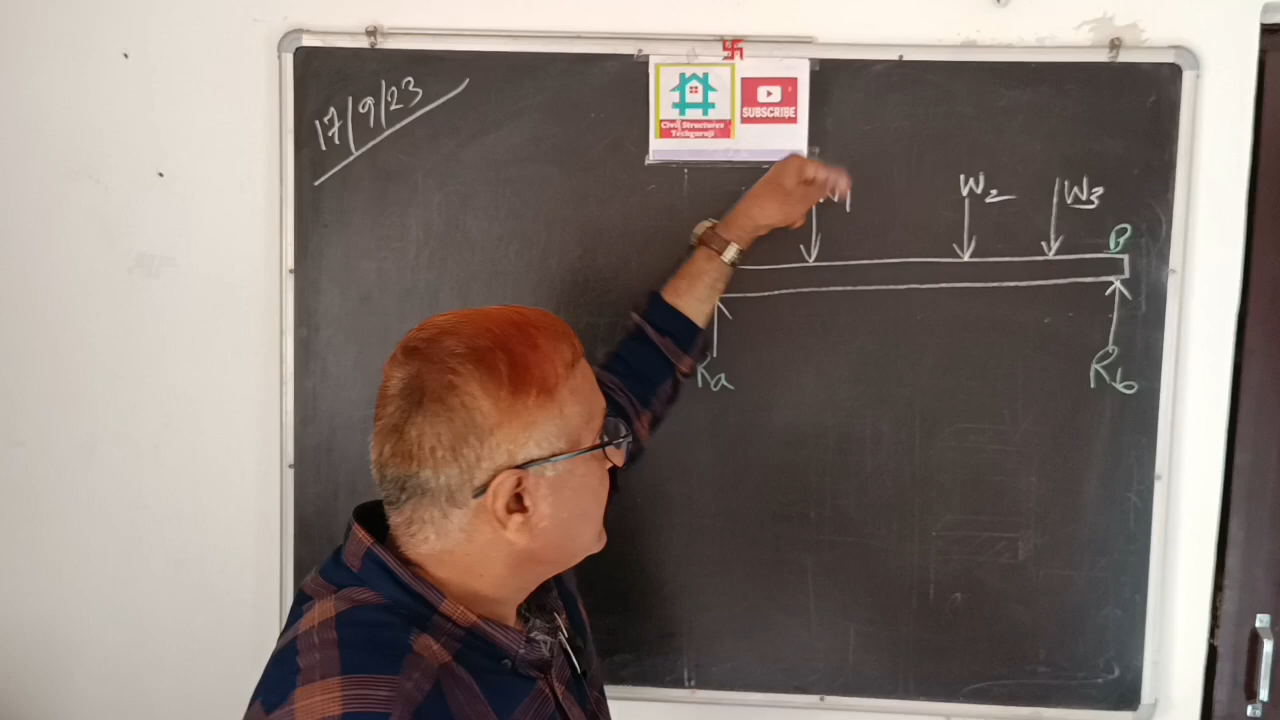 17/9/23
Civil Structures
Techguruji
SUBSCRIBE
W2
W3
B
Ra
Rb